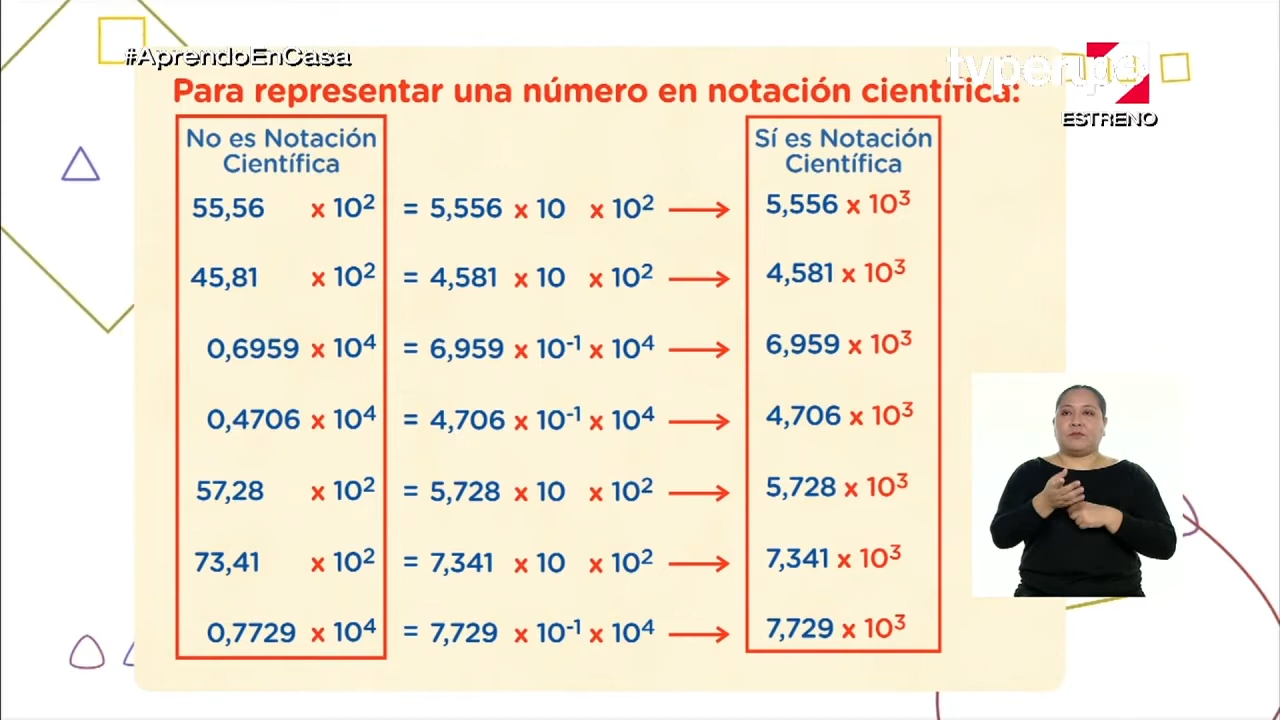 #AprendoEnCasa
tvperu
ESTRENO
Para representar una número en notación científica:
No es Notación
Científica
Sí es Notación
Científica
55,56 x 10² = 5,556 x 10 x 10² → 5,556 x 10³
45,81 x 10² = 4,581 x 10 x 10² → 4,581 x 10³
0,6959 x 10⁴ = 6,959 x 10⁻¹ x 10⁴ → 6,959 x 10³
0,4706 x 10⁴ = 4,706 x 10⁻¹ x 10⁴ → 4,706 x 10³
57,28 x 10² = 5,728 x 10 x 10² → 5,728 x 10³
73,41 x 10² = 7,341 x 10 x 10² → 7,341 x 10³
0,7729 x 10⁴ = 7,729 x 10⁻¹ x 10⁴ → 7,729 x 10³